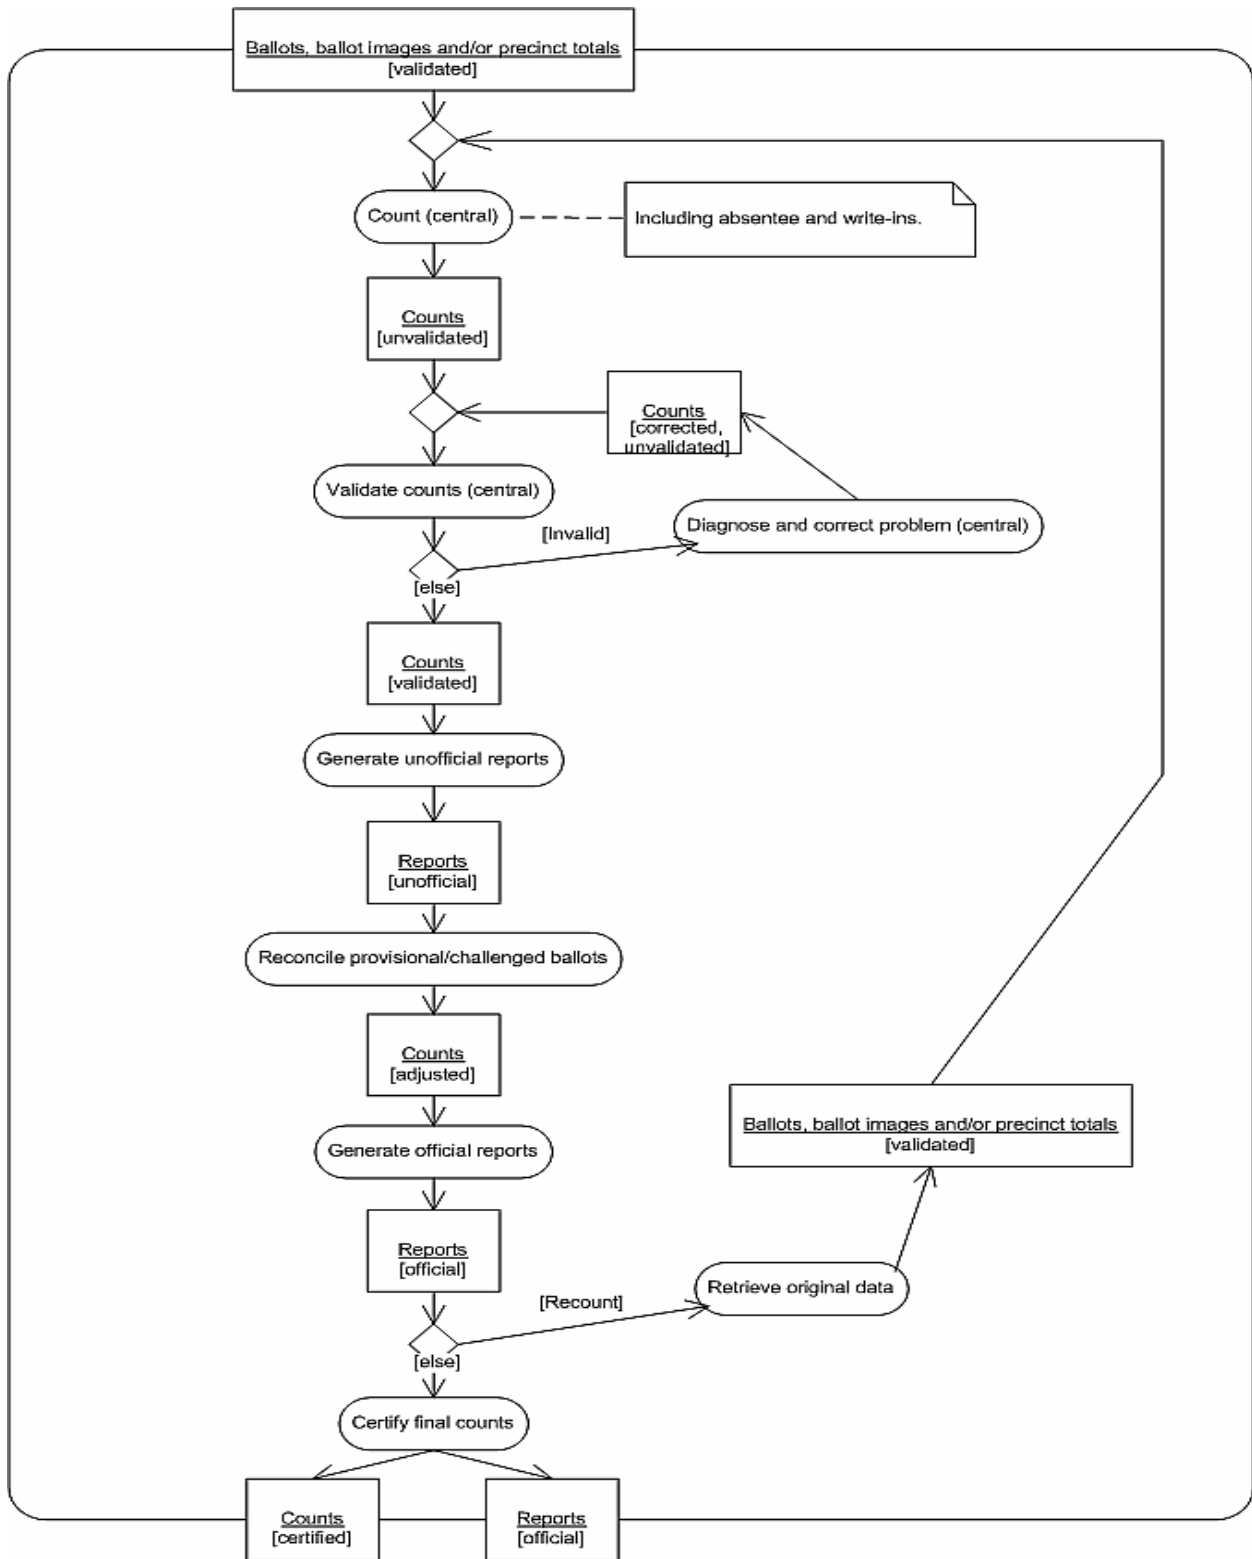 Ballots, ballot images and/or precinct totals
[validated]
Count (central)
Including absentee and write-ins.
Counts
[unvalidated]
Counts
[corrected,
unvalidated]
Validate counts (central)
Diagnose and correct problem (central)
[Invalid]
[else]
Counts
[validated]
Generate unofficial reports
Reports
[unofficial]
Reconcile provisional/challenged ballots
Counts
[adjusted]
Ballots, ballot images and/or precinct totals
[validated]
Generate official reports
Reports
[official]
Retrieve original data
[Recount]
[else]
Certify final counts
Counts
[certified]
Reports
[official]